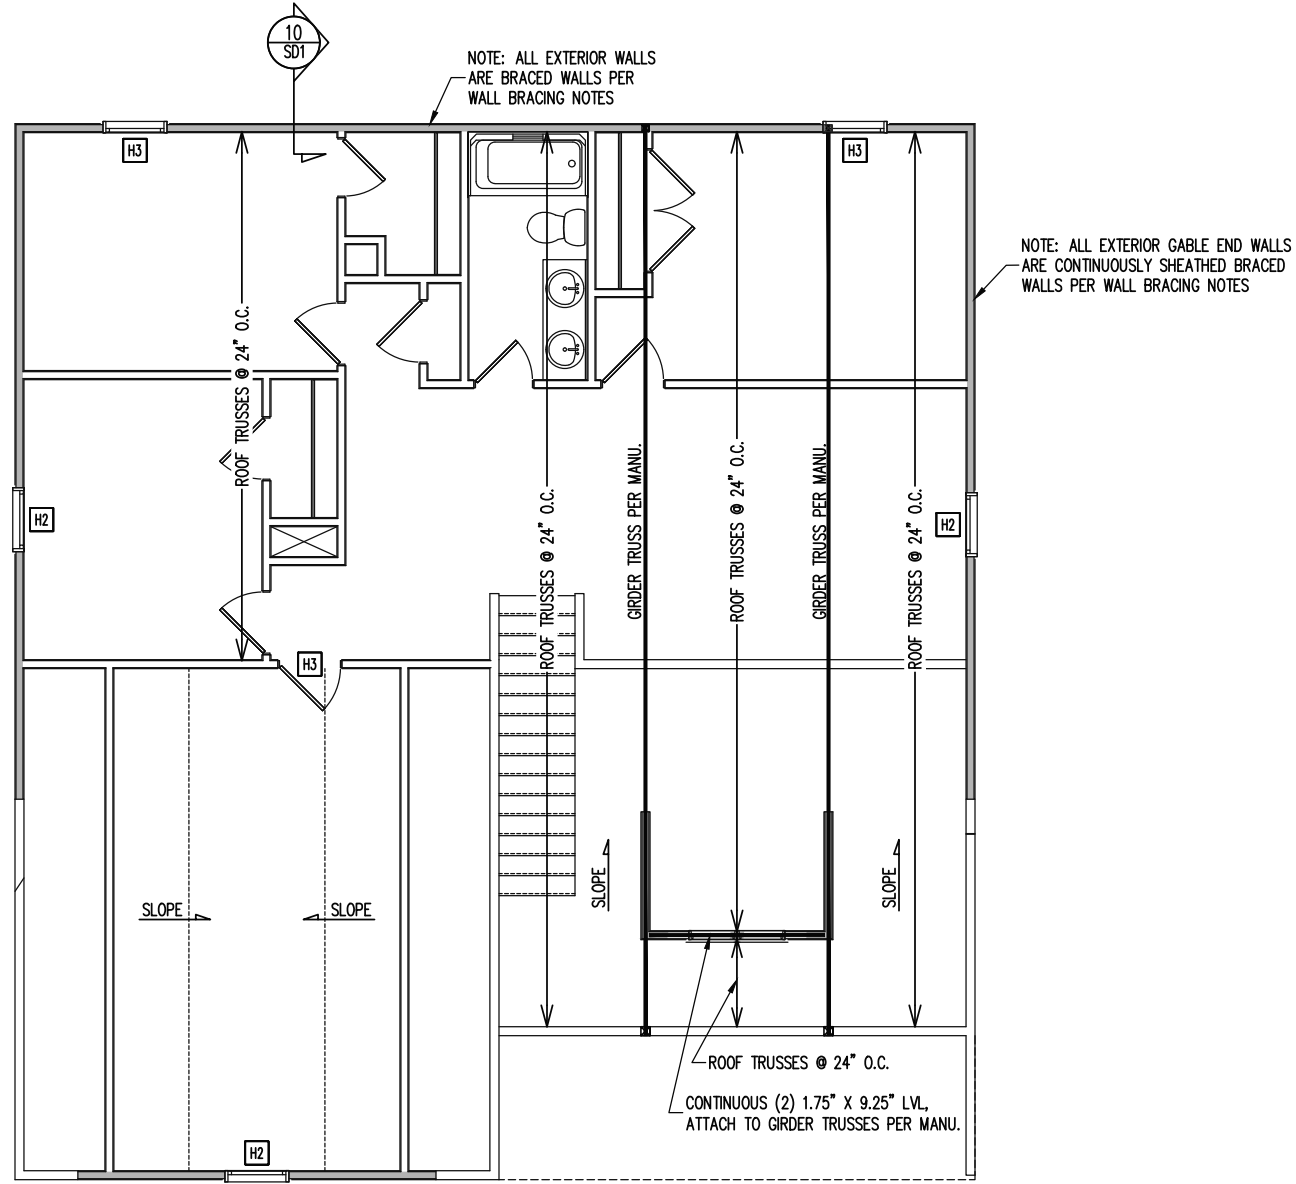 10
SD1
NOTE: ALL EXTERIOR WALLS
ARE BRACED WALLS PER
WALL BRACING NOTES
H3
H3
NOTE: ALL EXTERIOR GABLE END WALLS
ARE CONTINUOUSLY SHEATHED BRACED
WALLS PER WALL BRACING NOTES
ROOF TRUSSES @ 24" O.C.
ROOF TRUSSES @ 24" O.C.
GIRDER TRUSS PER MANU.
ROOF TRUSSES @ 24" O.C.
GIRDER TRUSS PER MANU.
ROOF TRUSSES @ 24" O.C.
H2
H2
H3
SLOPE
SLOPE
SLOPE
SLOPE
ROOF TRUSSES @ 24" O.C.
CONTINUOUS (2) 1.75" X 9.25" LVL,
ATTACH TO GIRDER TRUSSES PER MANU.
H2